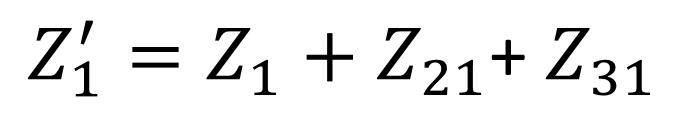 Z′₁ = Z₁ + Z₂₁+ Z₃₁